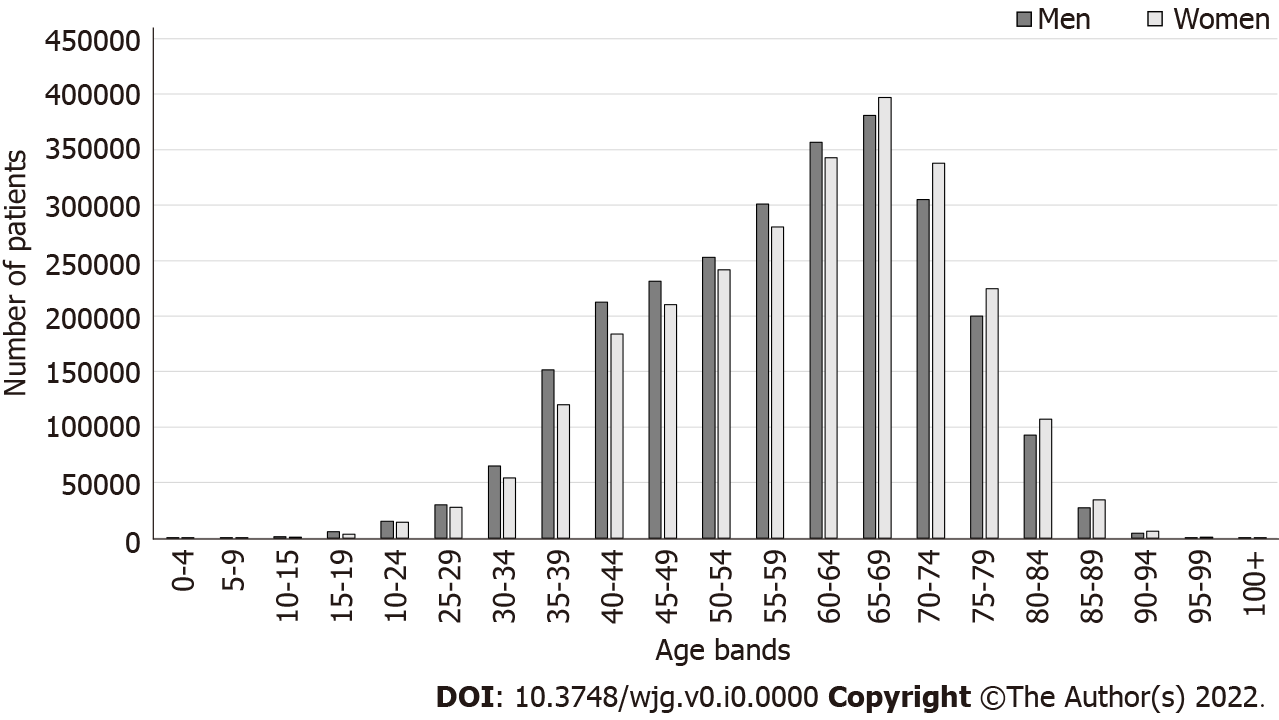 Men Women
450000
400000
350000
300000
250000
200000
150000
100000
50000
0
Number of patients
0-4 5-9 10-15 15-19 10-24 25-29 30-34 35-39 40-44 45-49 50-54 55-59 60-64 65-69 70-74 75-79 80-84 85-89 90-94 95-99 100+
Age bands
DOI: 10.3748/wjg.v0.i0.0000 Copyright ©The Author(s) 2022.